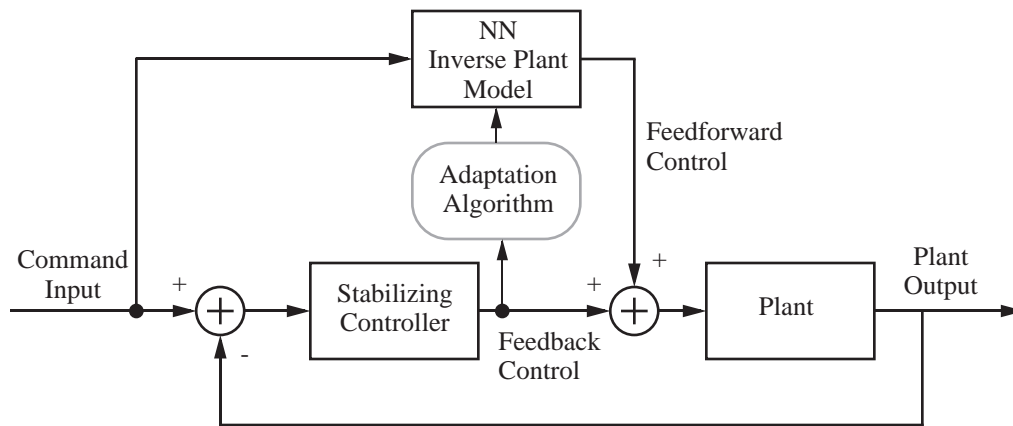 NN
Inverse Plant
Model
Feedforward
Control
Adaptation
Algorithm
Command
Input
+
+
Stabilizing
Controller
+
+
+
+
Plant
Plant
Output
-
Feedback
Control